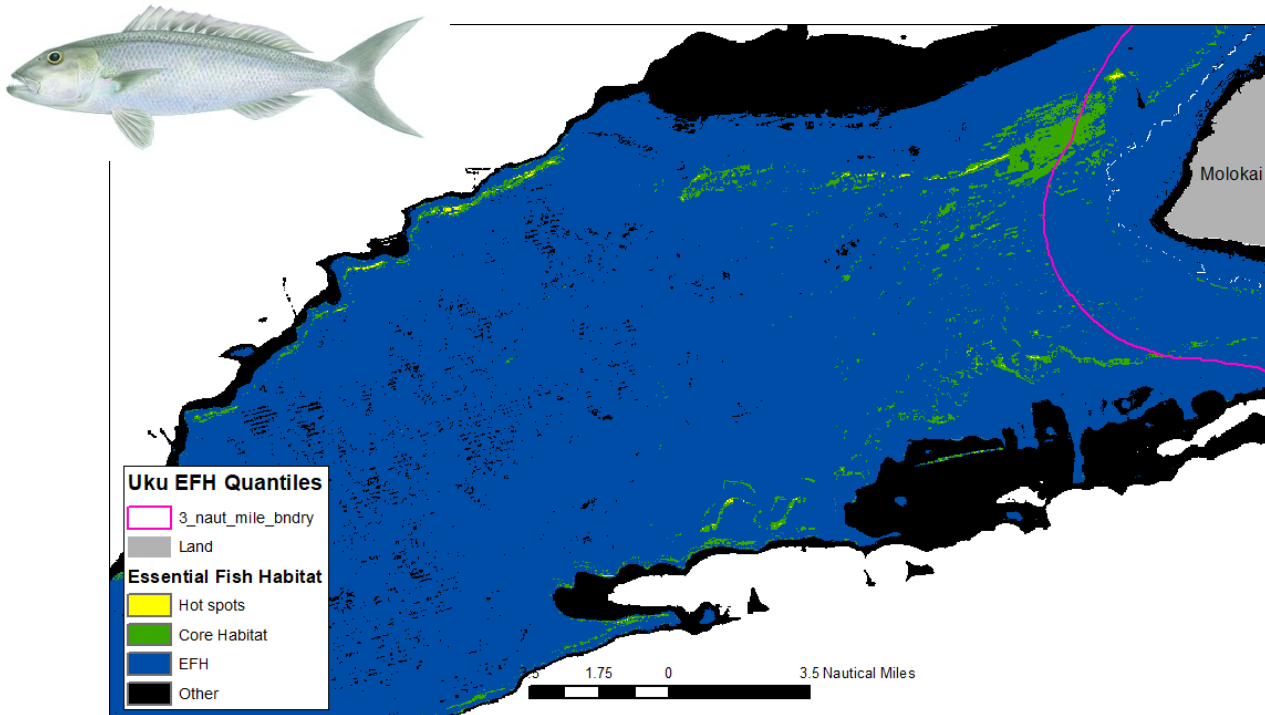 Molokai
Uku EFH Quantiles
3_naut_mile_bndry
Land
Essential Fish Habitat
Hot spots
Core Habitat
EFH
Other
1.75 0 3.5 Nautical Miles